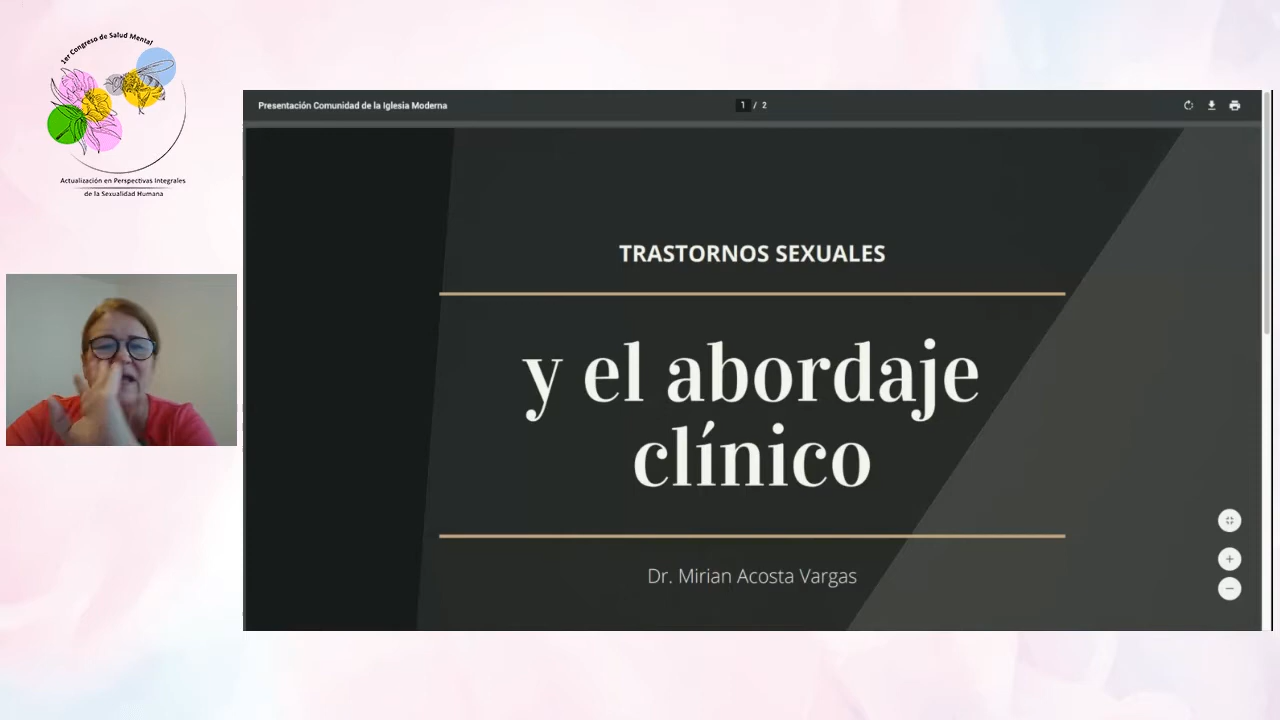 1er Congreso de Salud Mental
Actualización en Perspectivas Integrales
de la Sexualidad Humana
Presentación Comunidad de la Iglesia Moderna
1 / 2
TRASTORNOS SEXUALES
y el abordaje
clínico
Dr. Mirian Acosta Vargas